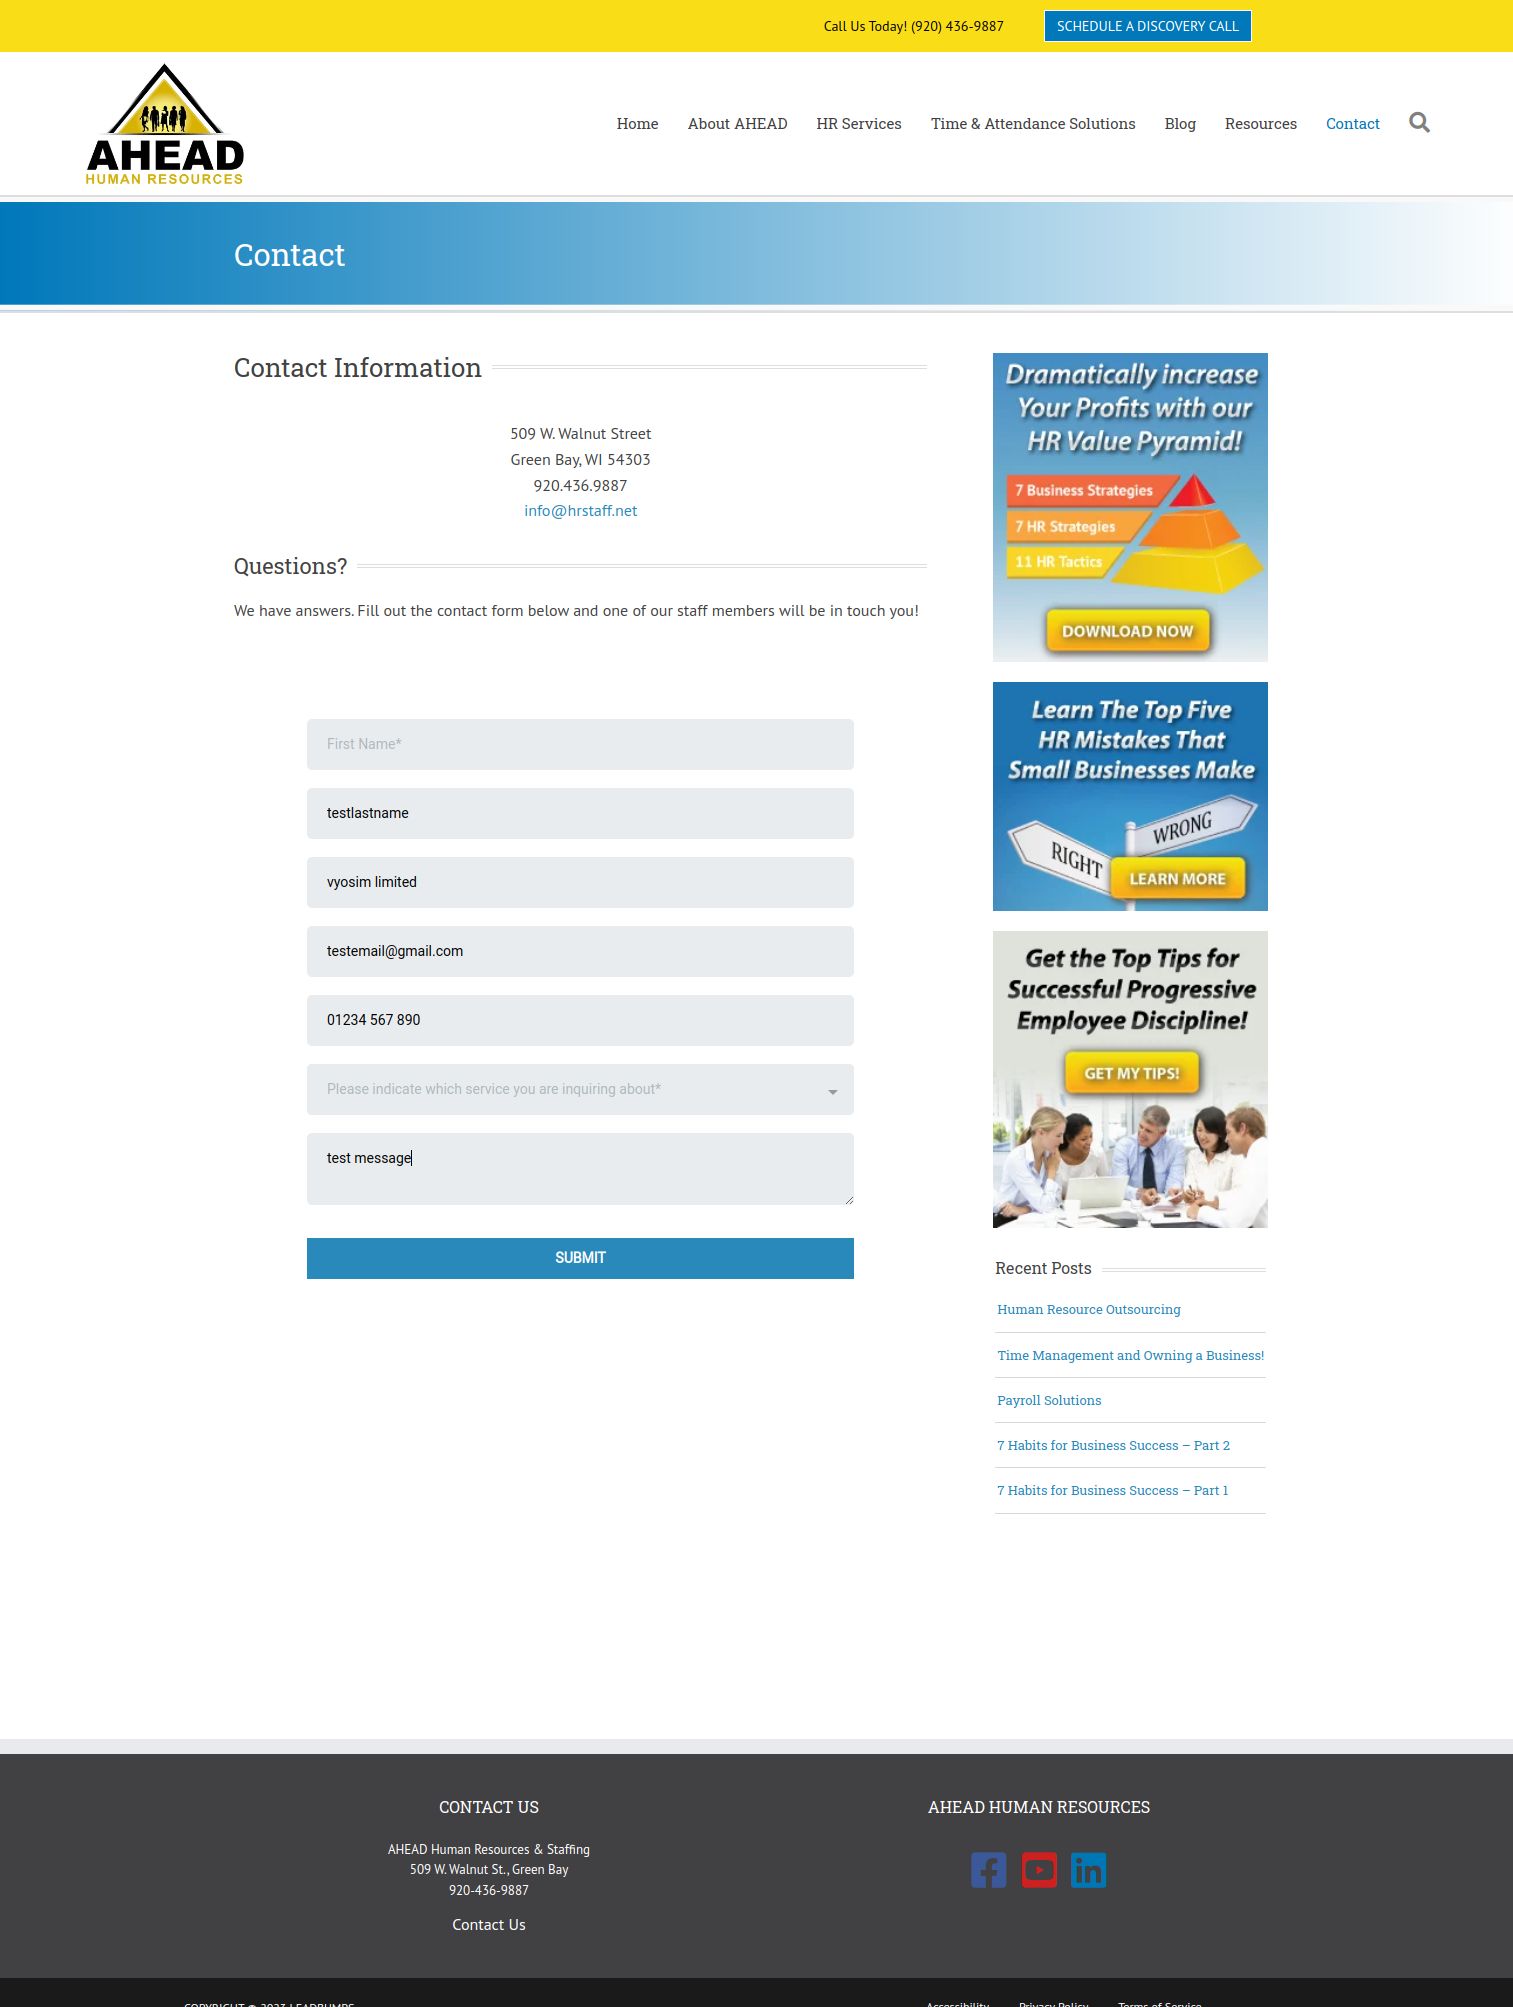 Call Us Today! (920) 436-9887
SCHEDULE A DISCOVERY CALL
AHEAD
HUMAN RESOURCES
Home
About AHEAD
HR Services
Time & Attendance Solutions
Blog
Resources
Contact
Contact
Contact Information
509 W. Walnut Street
Green Bay, WI 54303
920.436.9887
info@hrstaff.net
Questions?
We have answers. Fill out the contact form below and one of our staff members will be in touch you!
First Name*
testlastname
vyosim limited
testemail@gmail.com
01234 567 890
Please indicate which service you are inquiring about*
test message
SUBMIT
Dramatically increase
Your Profits with our
HR Value Pyramid!
7 Business Strategies
7 HR Strategies
11 HR Tactics
DOWNLOAD NOW
Learn The Top Five
HR Mistakes That
Small Businesses Make
WRONG
RIGHT
LEARN MORE
Get the Top Tips for
Successful Progressive
Employee Discipline!
GET MY TIPS!
Recent Posts
Human Resource Outsourcing
Time Management and Owning a Business!
Payroll Solutions
7 Habits for Business Success – Part 2
7 Habits for Business Success – Part 1
CONTACT US
AHEAD Human Resources & Staffing
509 W. Walnut St., Green Bay
920-436-9887
Contact Us
AHEAD HUMAN RESOURCES
COPYRIGHT © 2023 LEADBUMPS
Accessibility
Privacy Policy
Terms of Service